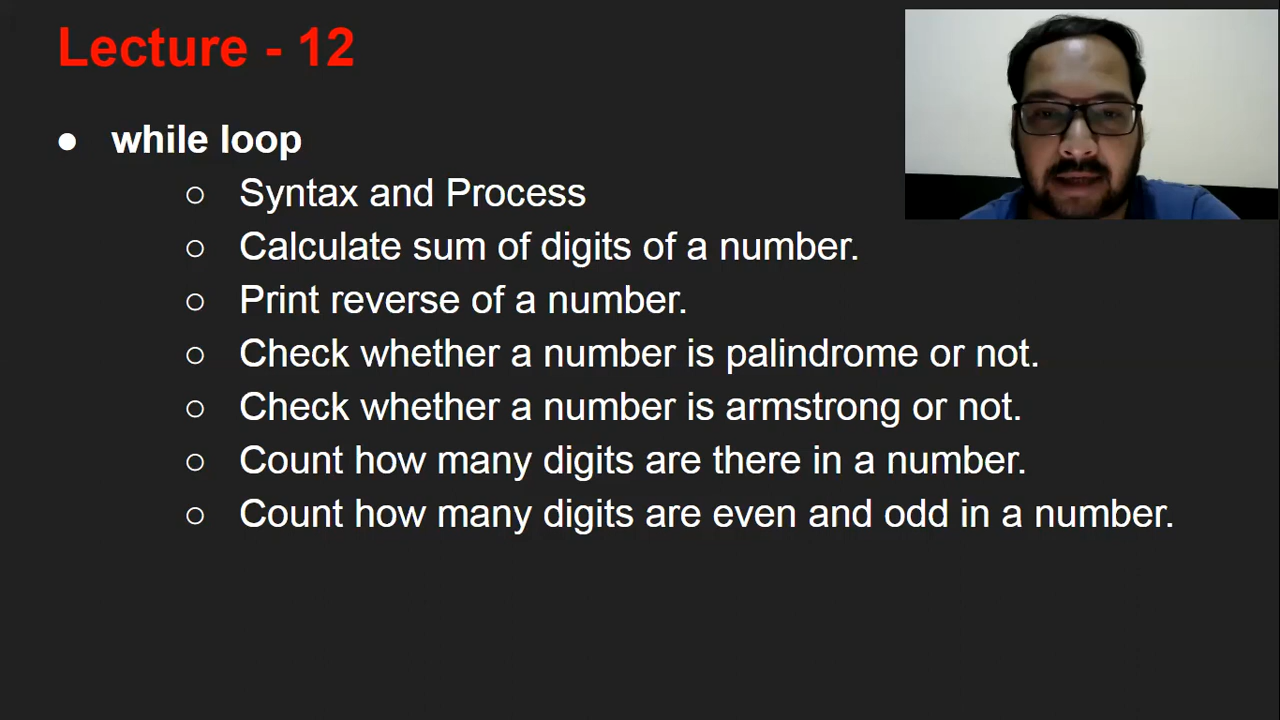 Lecture - 12
● while loop
○ Syntax and Process
○ Calculate sum of digits of a number.
○ Print reverse of a number.
○ Check whether a number is palindrome or not.
○ Check whether a number is armstrong or not.
○ Count how many digits are there in a number.
○ Count how many digits are even and odd in a number.